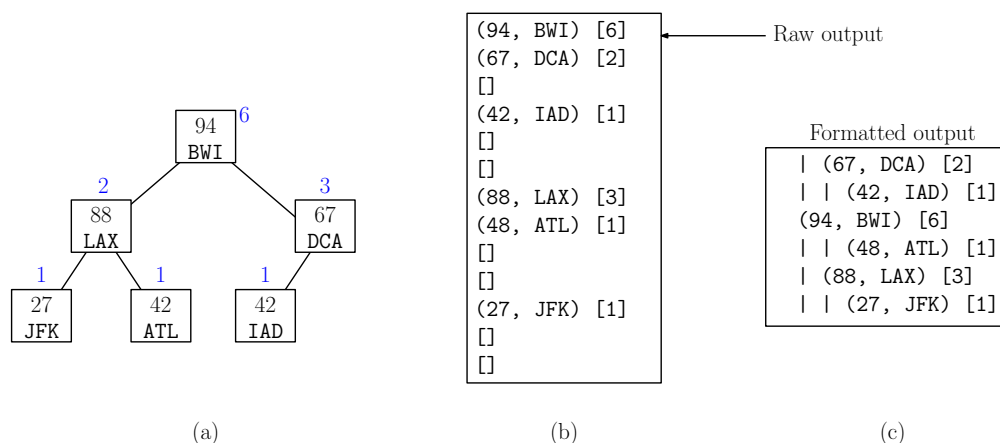 94
BWI
6
2
3
88
LAX
67
DCA
1
1
1
27
JFK
42
ATL
42
IAD
(a)
(94, BWI) [6]
(67, DCA) [2]
[]
(42, IAD) [1]
[]
[]
(88, LAX) [3]
(48, ATL) [1]
[]
[]
(27, JFK) [1]
[]
[]
Raw output
(b)
Formatted output
| (67, DCA) [2]
| | (42, IAD) [1]
(94, BWI) [6]
| | (48, ATL) [1]
| (88, LAX) [3]
| | (27, JFK) [1]
(c)